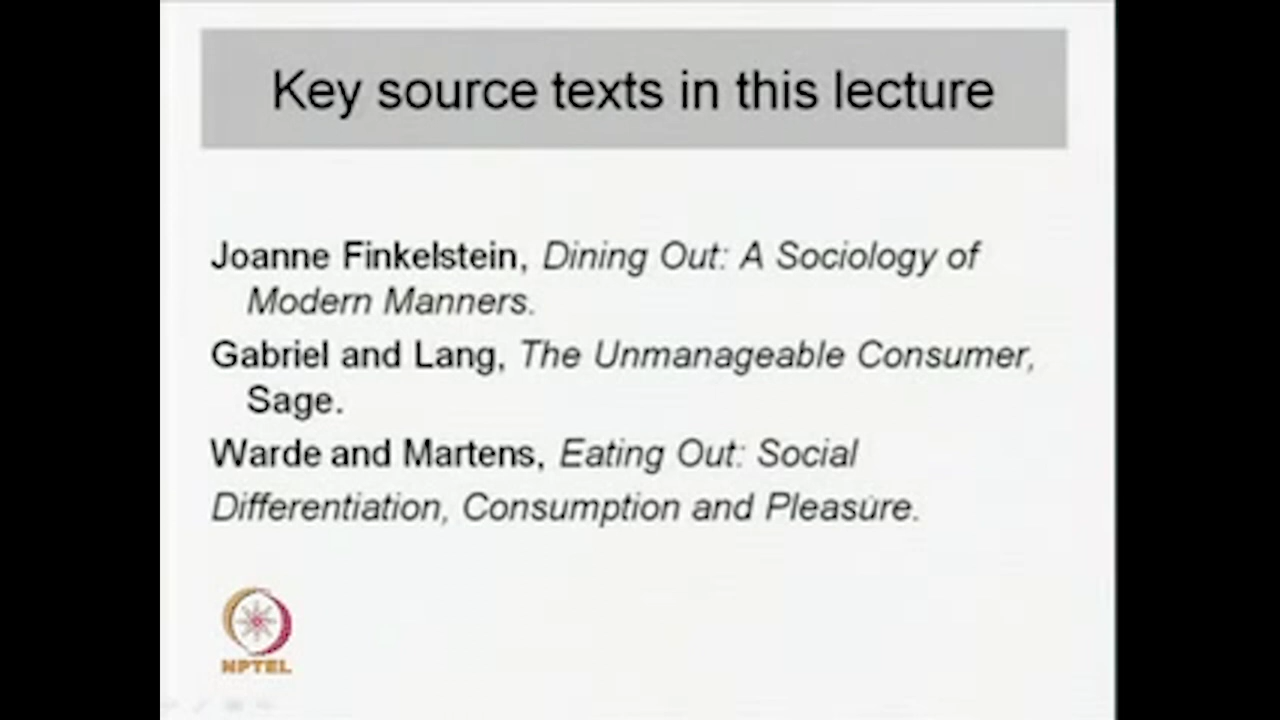 Key source texts in this lecture
Joanne Finkelstein, Dining Out: A Sociology of
Modern Manners.
Gabriel and Lang, The Unmanageable Consumer,
Sage.
Warde and Martens, Eating Out: Social
Differentiation, Consumption and Pleasure.
NPTEL